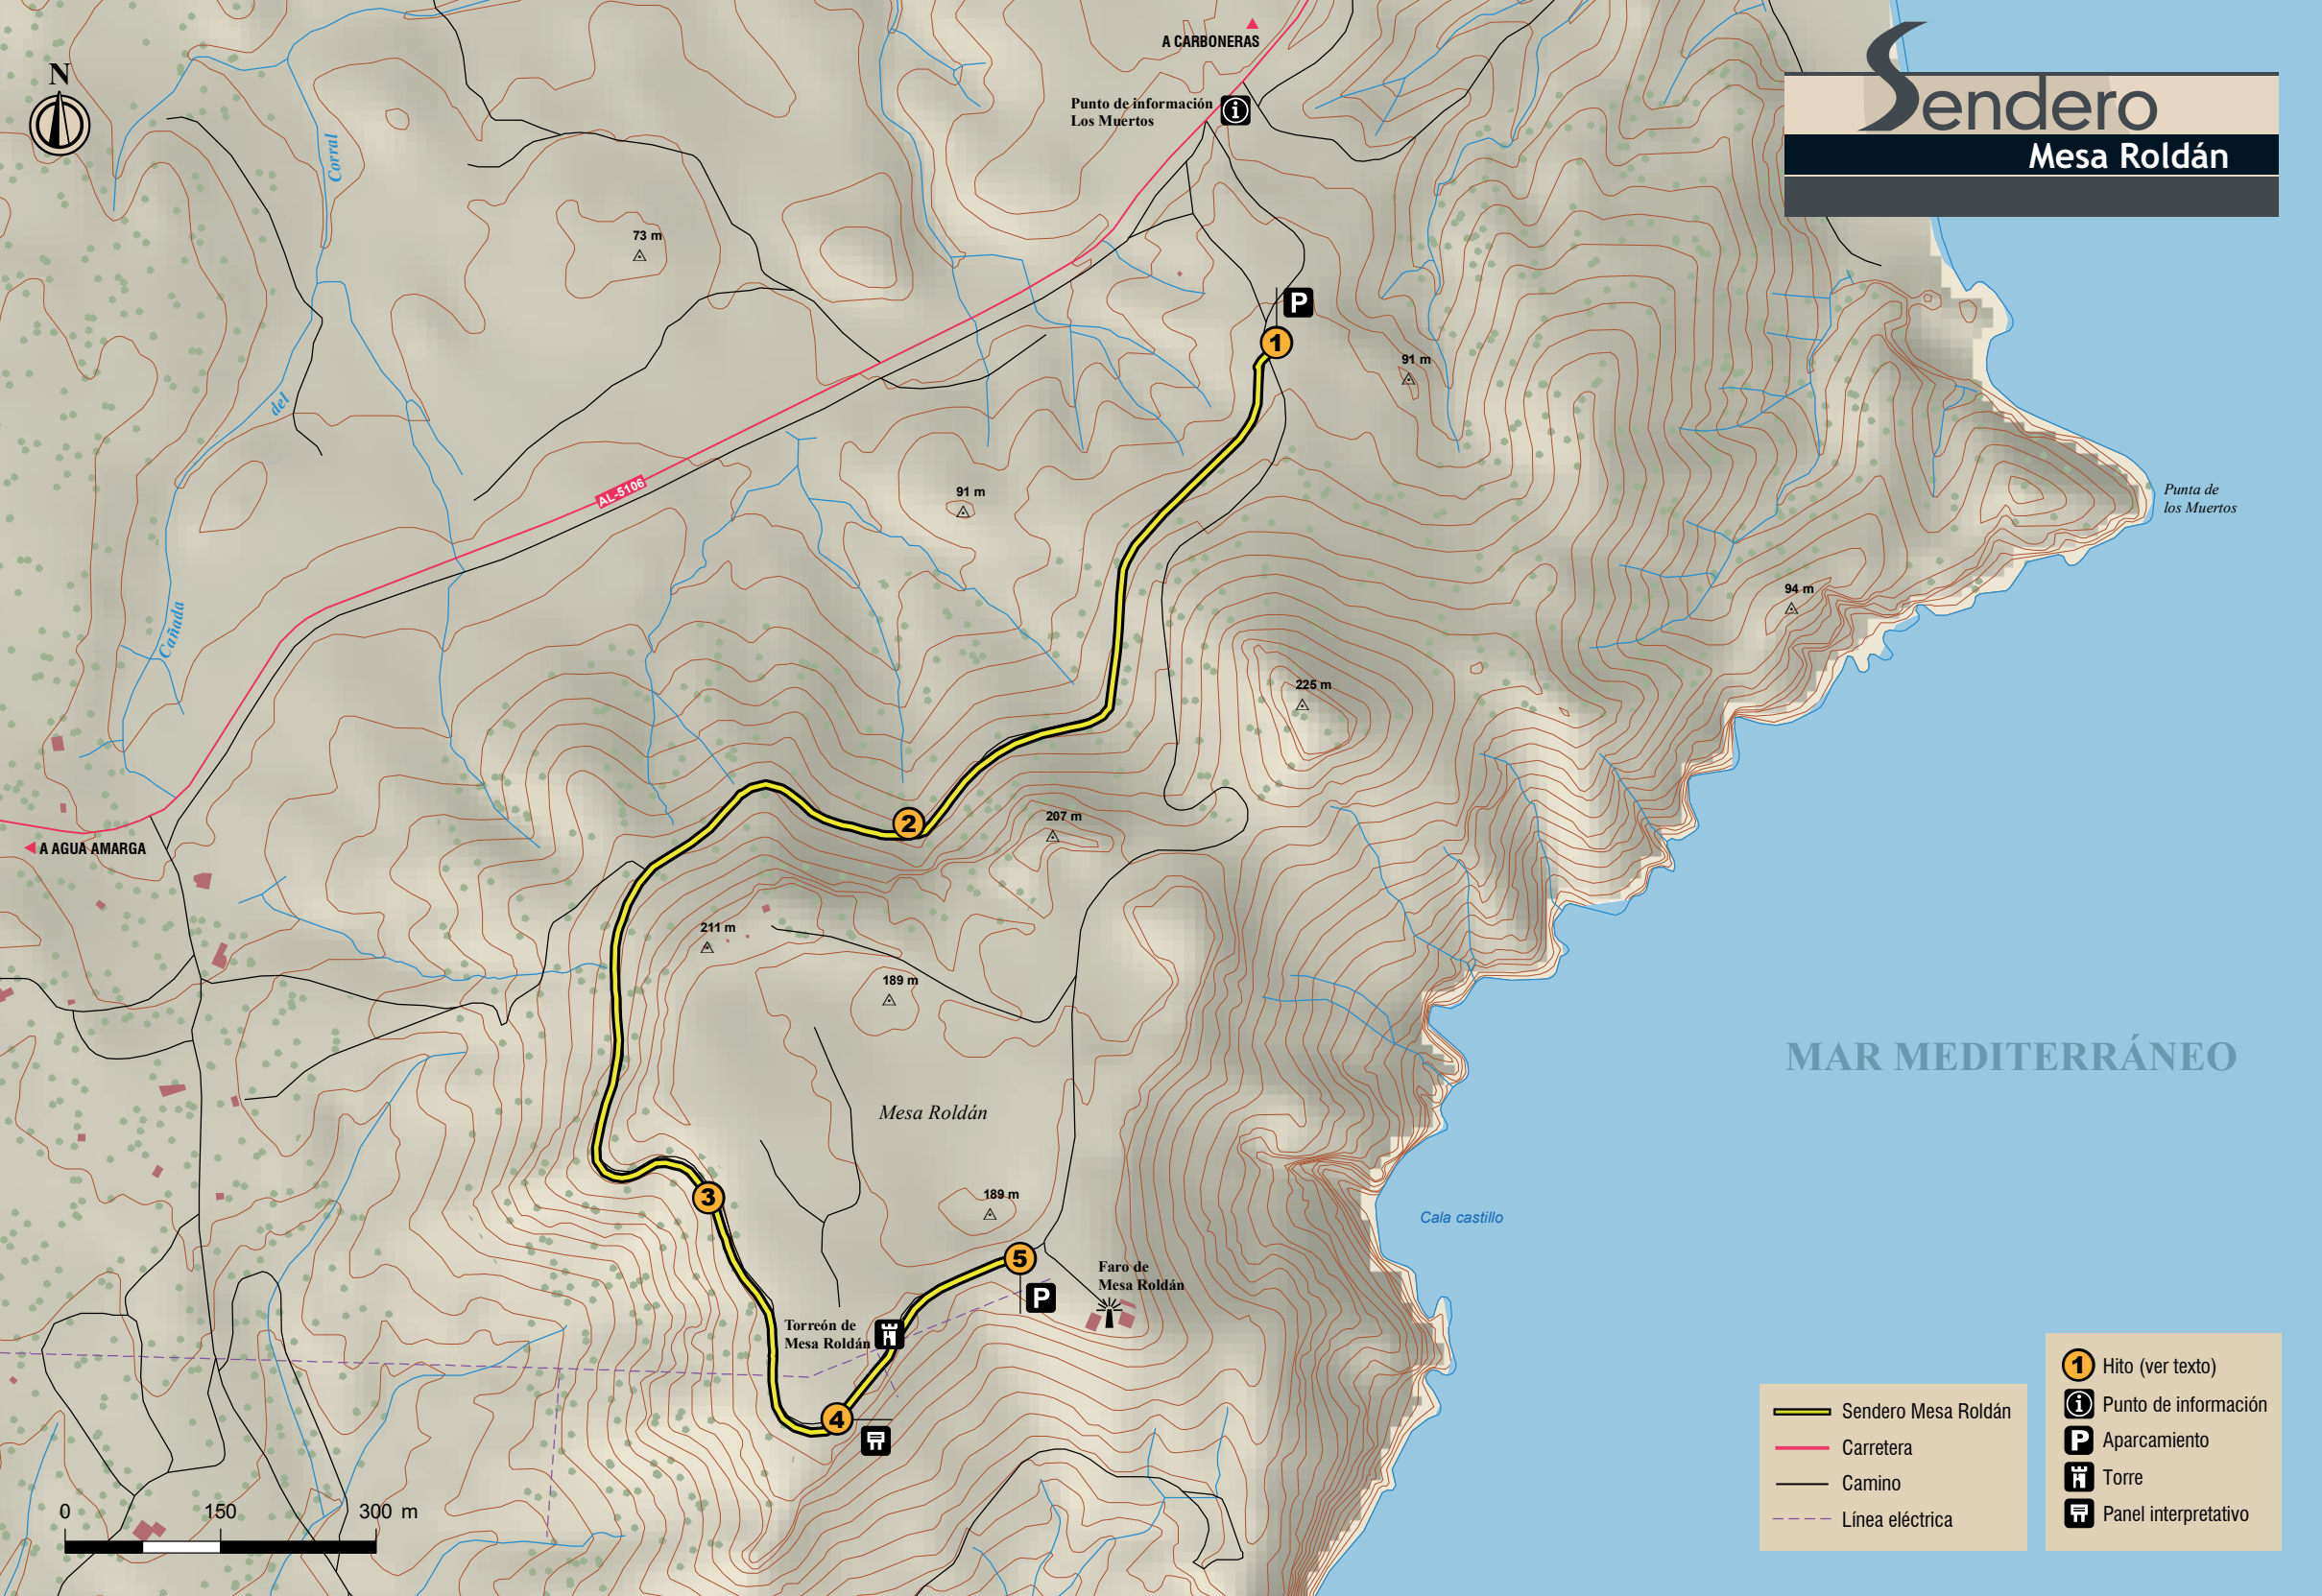 Sendero
Mesa Roldán
N
A CARBONERAS
Punto de información
Los Muertos
Corral
del
Cañada
73 m
P
1
91 m
91 m
AL-5106
Punta de
los Muertos
94 m
225 m
2
207 m
A AGUA AMARGA
211 m
189 m
MAR MEDITERRÁNEO
Mesa Roldán
3
189 m
Cala castillo
5
P
Faro de
Mesa Roldán
Torreón de
Mesa Roldán
4
0 150 300 m
Sendero Mesa Roldán
Carretera
Camino
Línea eléctrica
1 Hito (ver texto)
i Punto de información
P Aparcamiento
Torre
Panel interpretativo